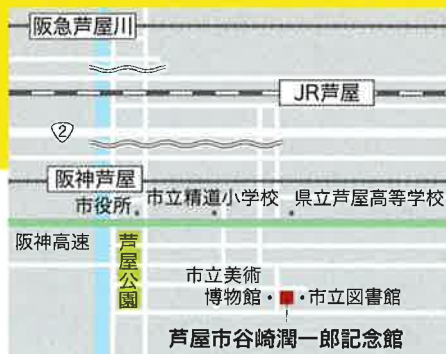 阪急芦屋川
JR芦屋
2
阪神芦屋
市役所
市立精道小学校
県立芦屋高等学校
阪神高速
芦屋公園
市立美術
博物館
市立図書館
芦屋市谷崎潤一郎記念館